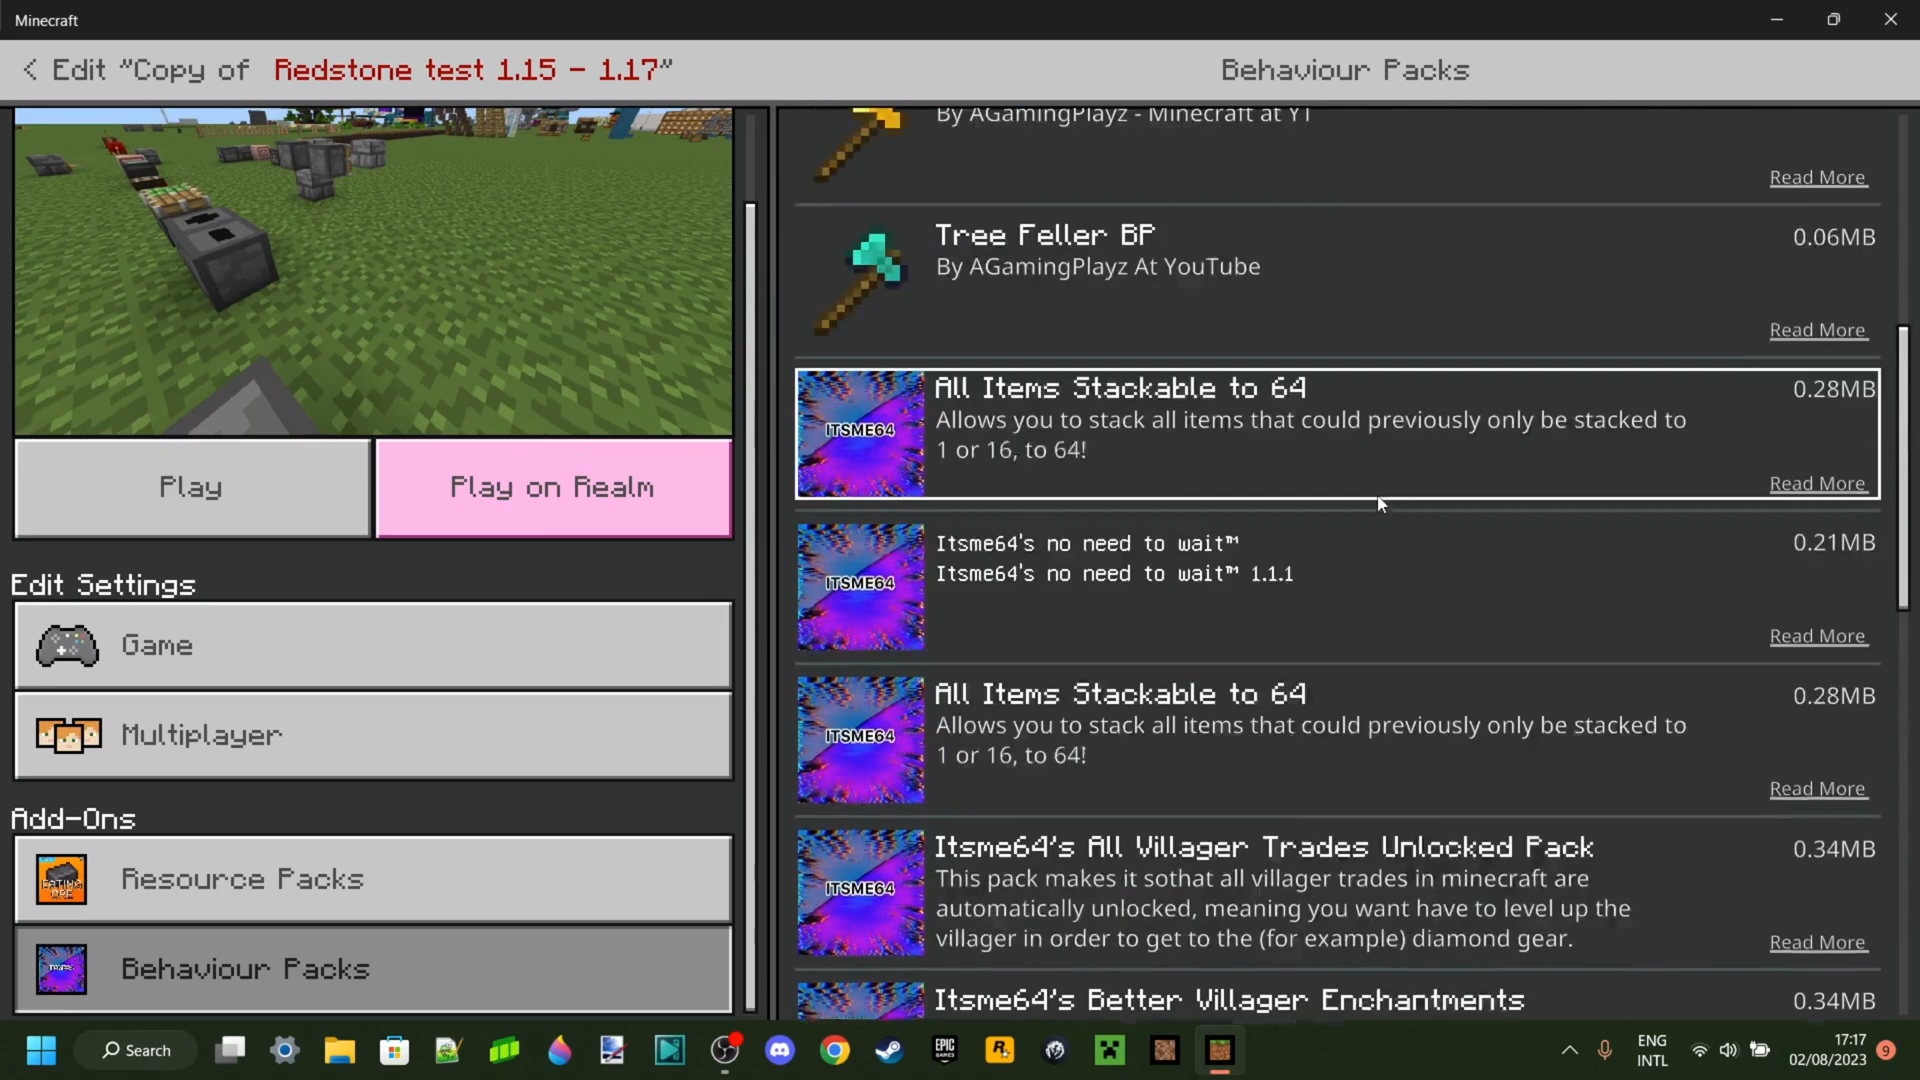 Minecraft
< Edit "Copy of Redstone test 1.15 - 1.17"
Behaviour Packs
By AGamingPlayz - Minecraft at YT
Read More
Tree Feller BP
0.06MB
By AGamingPlayz At YouTube
Read More
ITSME64
All Items Stackable to 64
0.28MB
Allows you to stack all items that could previously only be stacked to
1 or 16, to 64!
Read More
Play
Play on Realm
ITSME64
Itsme64's no need to wait™
0.21MB
Itsme64's no need to wait™ 1.1.1
Read More
Edit Settings
Game
Multiplayer
ITSME64
All Items Stackable to 64
0.28MB
Allows you to stack all items that could previously only be stacked to
1 or 16, to 64!
Read More
Add-Ons
Resource Packs
Behaviour Packs
ITSME64
Itsme64's All Villager Trades Unlocked Pack
0.34MB
This pack makes it sothat all villager trades in minecraft are
automatically unlocked, meaning you want have to level up the
villager in order to get to the (for example) diamond gear.
Read More
Itsme64's Better Villager Enchantments
0.34MB
Search
EPIC
GAMES
ENG
INTL
17:17
02/08/2023
9